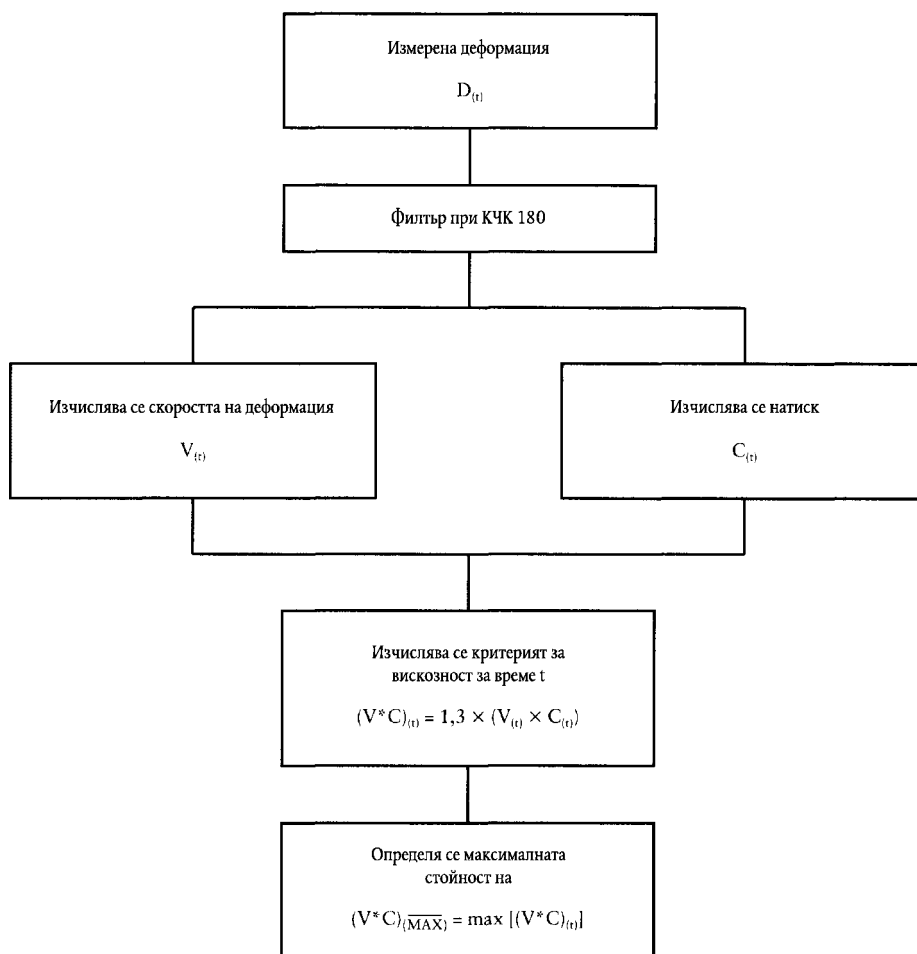 Измерена деформация
D(t)
Филтър при КЧК 180
Изчислява се скоростта на деформация
V(t)
Изчислява се натиск
C(t)
Изчислява се критерият за
вискозност за време t
(V*C)(t) = 1,3 × (V(t) × C(t))
Определя се максималната
стойност на
(V*C)(MAX) = max [(V*C)(t)]